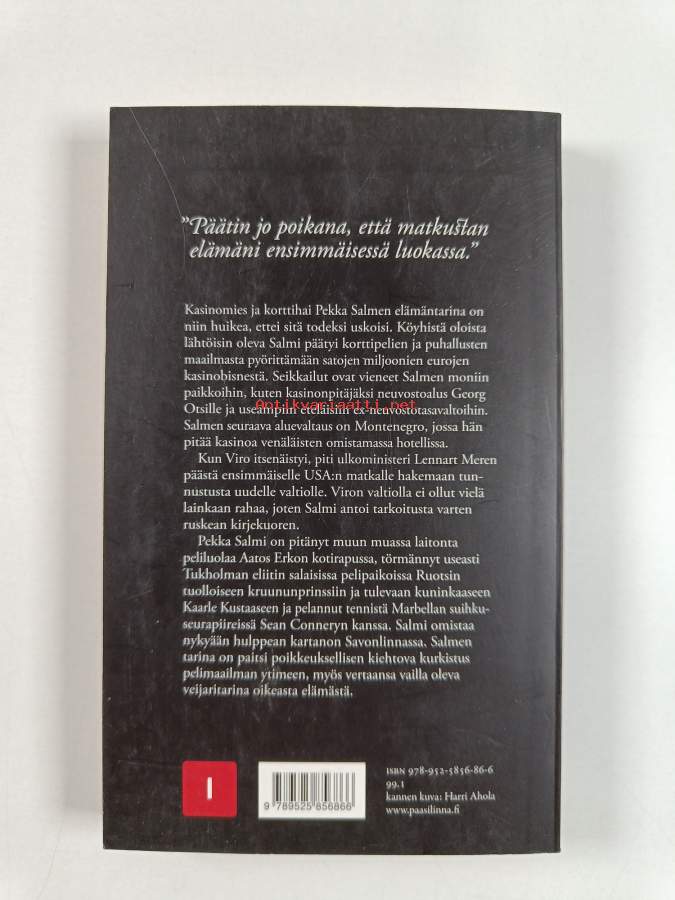 ”Päätin jo poikana, että matkustan
elämäni ensimmäisessä luokassa.”
Kasinomies ja korttihai Pekka Salmen elämäntarina on
niin huikea, ettei sitä todeksi uskoisi. Köyhistä oloista
lähtöisin oleva Salmi päätyi korttipelien ja puhallusten
maailmasta pyörittämään satojen miljoonien eurojen
kasinobisnestä. Seikkailut ovat vieneet Salmen moniin
paikkoihin, kuten kasinonpitäjäksi neuvostoalus Georg
Antikvariaatti.net
Otsille ja useampiin eteläisiin ex-neuvostotasavaltoihin.
Salmen seuraava aluevaltaus on Montenegro, jossa hän
pitää kasinoa venäläisten omistamassa hotellissa.
Kun Viro itsenäistyi, piti ulkoministeri Lennart Meren
päästä ensimmäiselle USA:n matkalle hakemaan tun-
nustusta uudelle valtiolle. Viron valtiolla ei ollut vielä
lainkaan rahaa, joten Salmi antoi tarkoitusta varten
ruskean kirjekuoren.
Pekka Salmi on pitänyt muun muassa laitonta
peliluolaa Aatos Erkon kotirapussa, törmännyt useasti
Tukholman eliitin salaisissa pelipaikoissa Ruotsin
tuolloiseen kruununprinssiin ja tulevaan kuninkaaseen
Kaarle Kustaaseen ja pelannut tennistä Marbellan suihku-
seurapiireissä Sean Conneryn kanssa. Salmi omistaa
nykyään hulppean kartanon Savonlinnassa. Salmen
tarina on paitsi poikkeuksellisen kiehtova kurkistus
pelimaailman ytimeen, myös vertaansa vailla oleva
veijaritarina oikeasta elämästä.
I
9 789525 856866
ISBN 978-952-5856-86-6
99.1
kannen kuva: Harri Ahola
www.paasilinna.fi